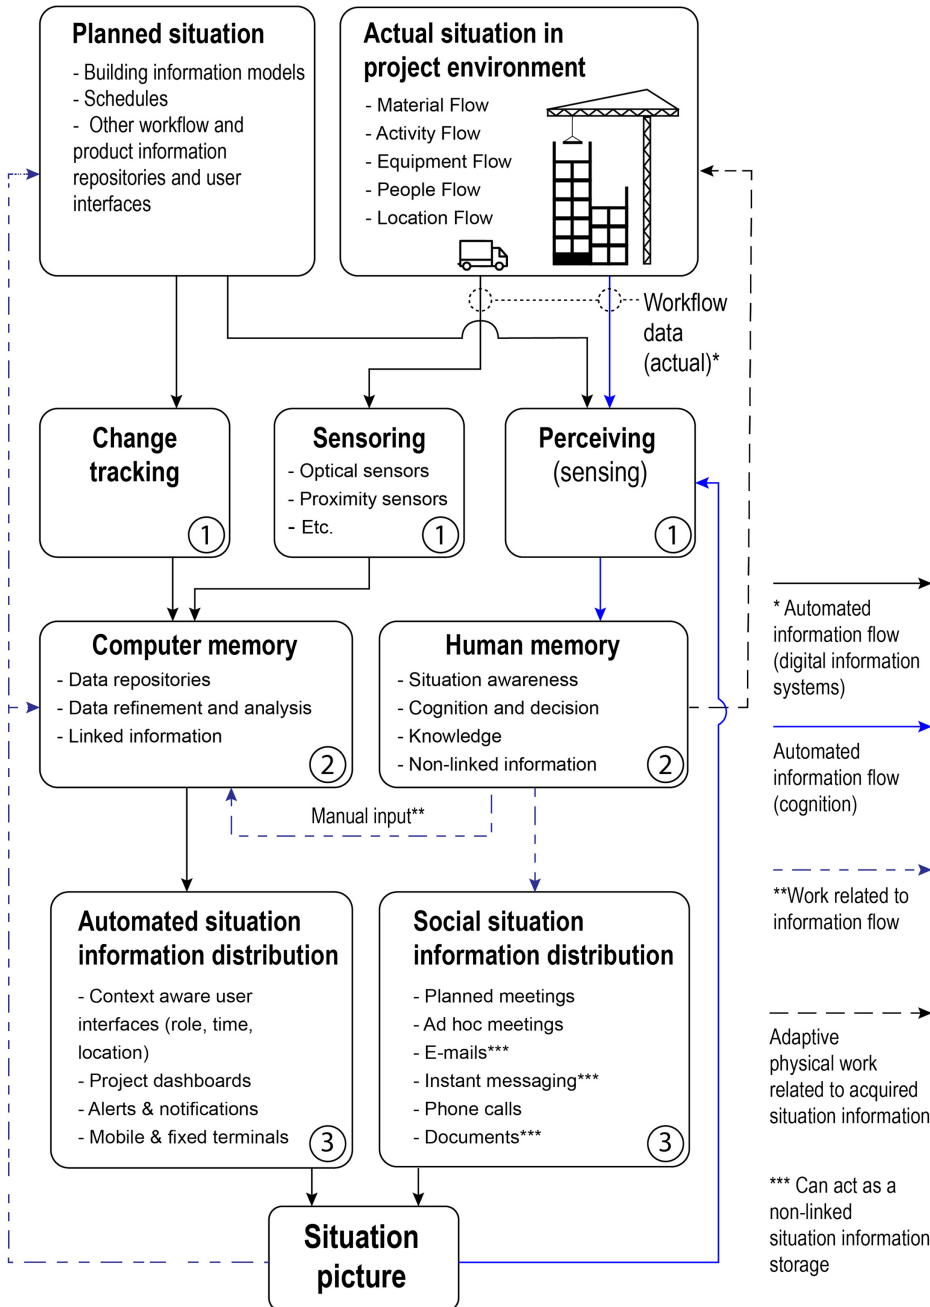 Planned situation
- Building information models
- Schedules
- Other workflow and
product information
repositories and user
interfaces
Actual situation in
project environment
- Material Flow
- Activity Flow
- Equipment Flow
- People Flow
- Location Flow
Workflow
data
(actual)*
Change
tracking
1
Sensoring
- Optical sensors
- Proximity sensors
- Etc.
1
Perceiving
(sensing)
1
Computer memory
- Data repositories
- Data refinement and analysis
- Linked information
2
Human memory
- Situation awareness
- Cognition and decision
- Knowledge
- Non-linked information
2
Manual input**
Automated situation
information distribution
- Context aware user
interfaces (role, time,
location)
- Project dashboards
- Alerts & notifications
- Mobile & fixed terminals
3
Social situation
information distribution
- Planned meetings
- Ad hoc meetings
- E-mails***
- Instant messaging***
- Phone calls
- Documents***
3
Situation
picture
* Automated
information flow
(digital information
systems)
Automated
information flow
(cognition)
**Work related to
information flow
Adaptive
physical work
related to acquired
situation information
*** Can act as a
non-linked
situation information
storage